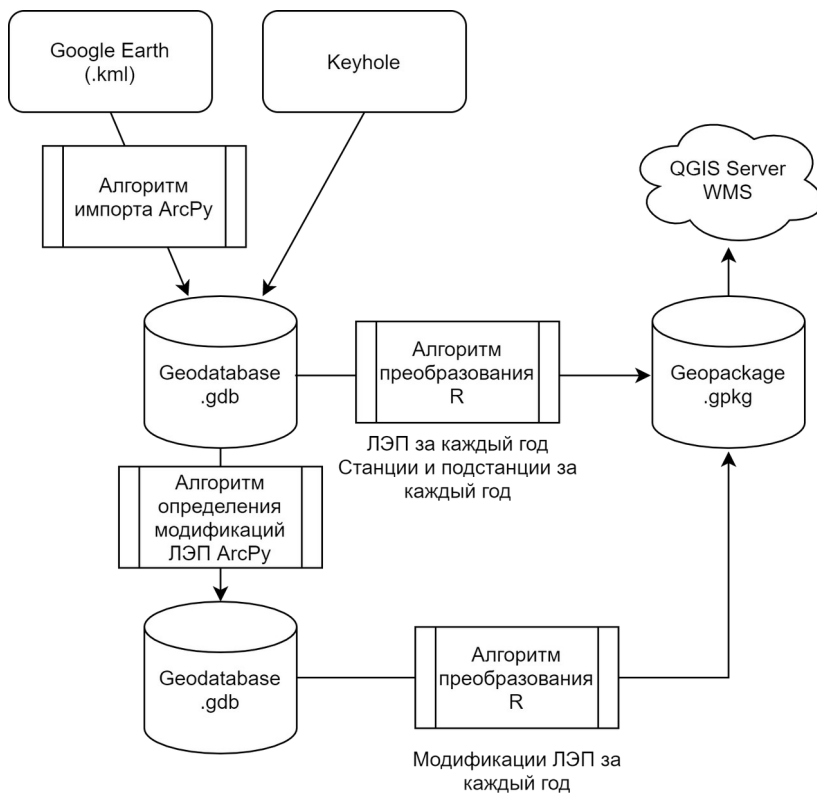 Google Earth
(.kml)
Keyhole
Алгоритм
импорта ArcPy
QGIS Server
WMS
Geodatabase
.gdb
Алгоритм
преобразования
R
Geopackage
.gpkg
ЛЭП за каждый год
Станции и подстанции за
каждый год
Алгоритм
определения
модификаций
ЛЭП ArcPy
Geodatabase
.gdb
Алгоритм
преобразования
R
Модификации ЛЭП за
каждый год